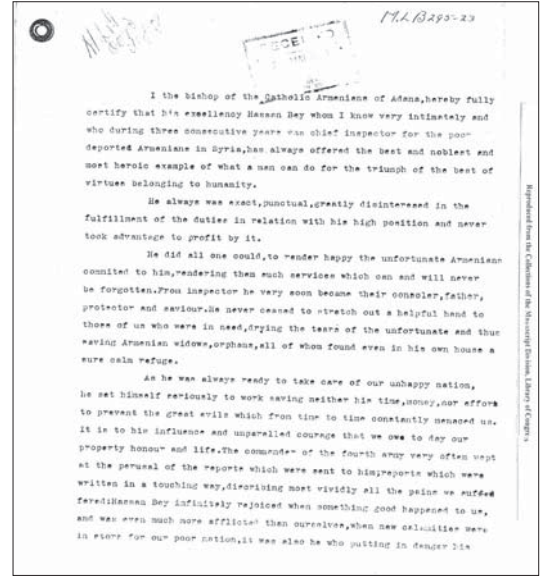 M.L.B295-23
RECEIVED
I the bishop of the Catholic Armenians of Adana,hereby fully
certify that his excellency Hassan Bey whom I know very intimately and
who during three consecutive years was chief inspector for the poor
deported Armenians in Syria,has always offered the best and noblest and
most heroic example of what a man can do for the triumph of the best of
virtues belonging to humanity.
He always was exact,punctual,greatly disinteresed in the
fulfillment of the duties in relation with his high position and never
took advantage to profit by it.
He did all one could,to render happy the unfortunate Armenians
commited to him,rendering them such services which can and will never
be forgotten.From inspector he very soon became their consoler,father,
protector and saviour.He never ceased to stretch out a helpful hand to
those of us who were in need,drying the tears of the unfortunate and thus
saving Armenian widows,orphans,all of whom found even in his own house a
sure calm refuge.
As he was always ready to take care of our unhappy nation,
he set himself seriously to work saving neither his time,money,nor effors
to prevent the great evils which from time to time constantly menaced us.
It is to his influence and unparelled courage that we owe to day our
property honour and life.The commander of the fourth army very often wept
at the perusal of the reports which were sent to him;reports which were
written in a touching way,discribing most vividly all the pains we suffed
fered:Hassan Bey infinitely rejoiced when something good happened to us,
and was even much more afflicted than ourselves,when new calamities were
in store for our poor nation,it was also he who putting in danger his
Reproduced from the Collections of the Manuscript Division, Library of Congress